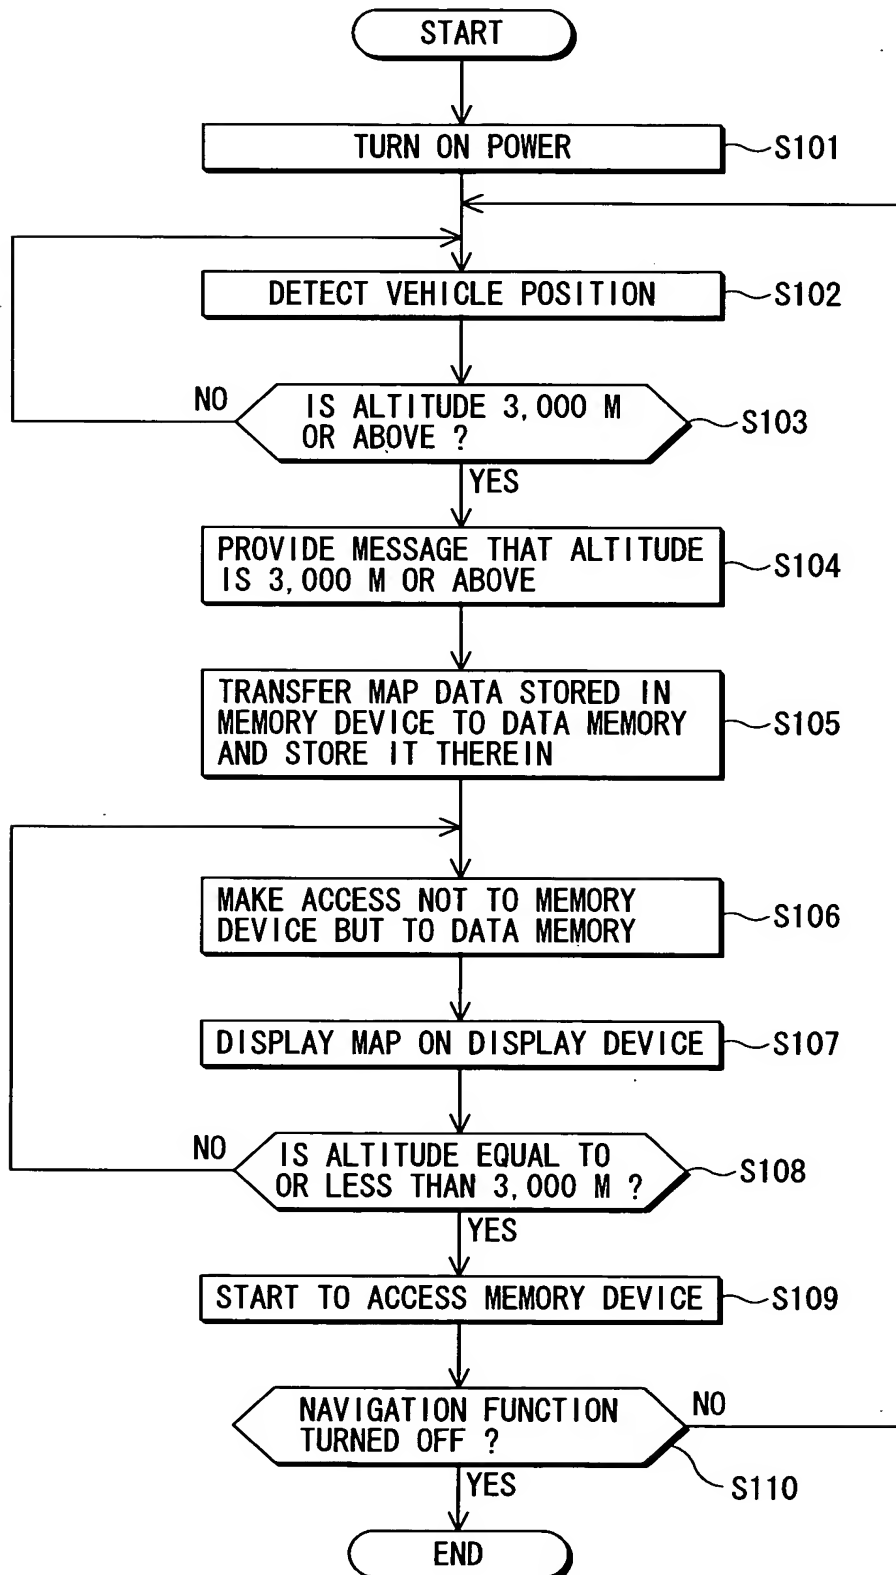 START
TURN ON POWER
S101
DETECT VEHICLE POSITION
S102
NO
IS ALTITUDE 3,000 M
OR ABOVE ?
S103
YES
PROVIDE MESSAGE THAT ALTITUDE
IS 3,000 M OR ABOVE
S104
TRANSFER MAP DATA STORED IN
MEMORY DEVICE TO DATA MEMORY
AND STORE IT THEREIN
S105
MAKE ACCESS NOT TO MEMORY
DEVICE BUT TO DATA MEMORY
S106
DISPLAY MAP ON DISPLAY DEVICE
S107
NO
IS ALTITUDE EQUAL TO
OR LESS THAN 3,000 M ?
S108
YES
START TO ACCESS MEMORY DEVICE
S109
NAVIGATION FUNCTION
TURNED OFF ?
NO
S110
YES
END